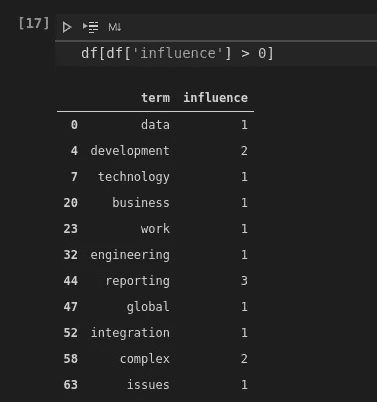 [17]
M↓
df[df['influence'] > 0]
term influence
0 data 1
4 development 2
7 technology 1
20 business 1
23 work 1
32 engineering 1
44 reporting 3
47 global 1
52 integration 1
58 complex 2
63 issues 1